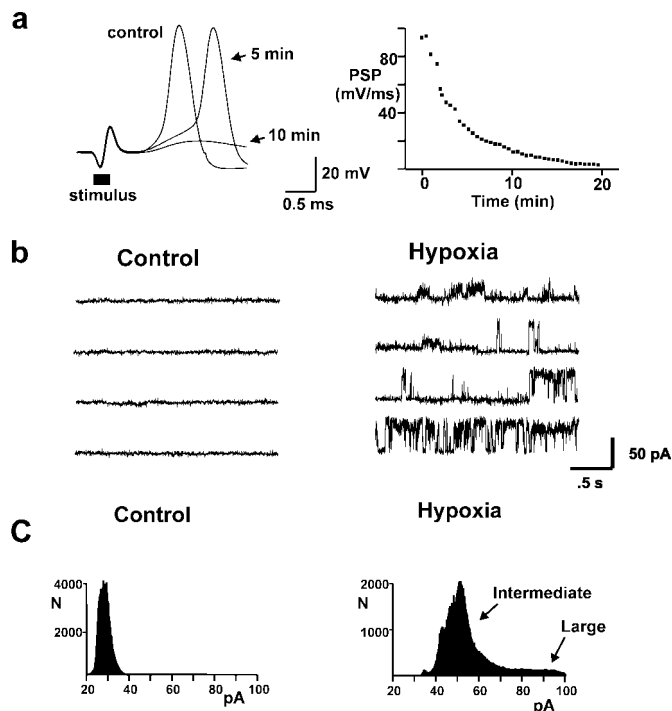 a
control
5 min
10 min
stimulus
20 mV
0.5 ms
80
PSP
(mV/ms)
40
0 10 20
Time (min)
b
Control
Hypoxia
50 pA
.5 s
C
Control
Hypoxia
4000
N
2000
20 40 60 80 100
pA
2000
N
1000
Intermediate
Large
20 40 60 80 100
pA